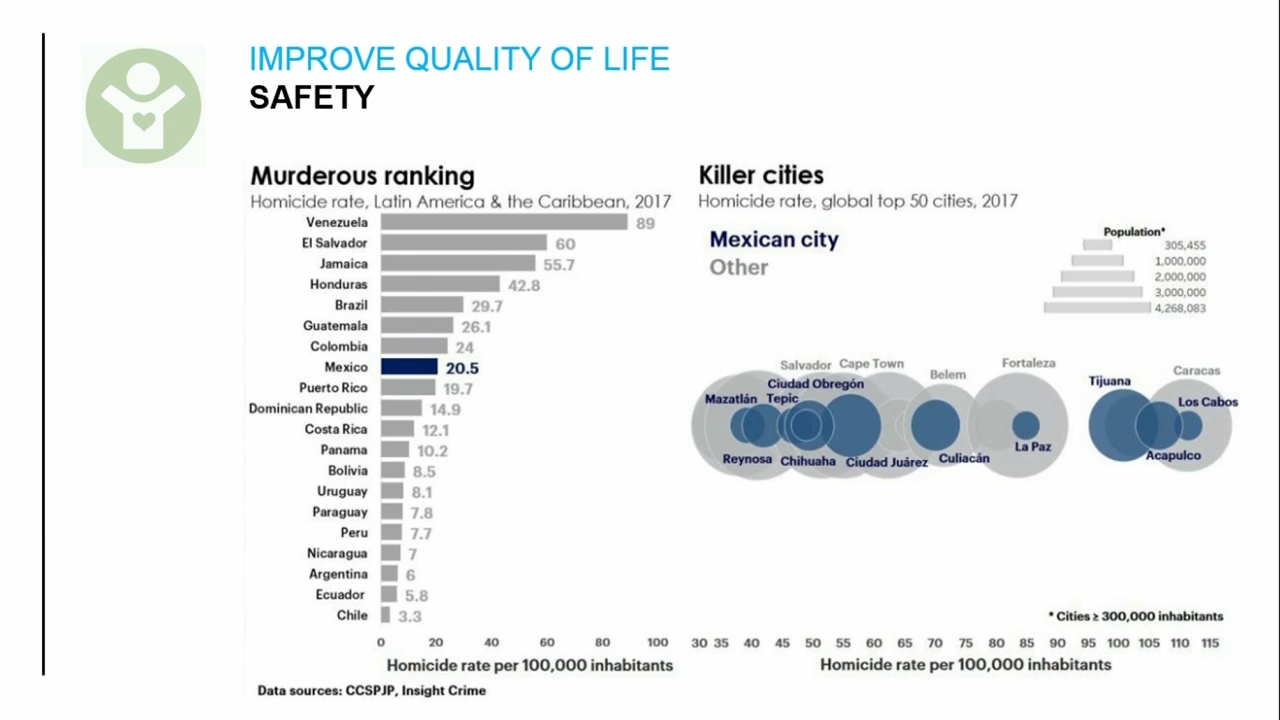 IMPROVE QUALITY OF LIFE
SAFETY
Murderous ranking
Homicide rate, Latin America & the Caribbean, 2017
Venezuela 89
El Salvador 60
Jamaica 55.7
Honduras 42.8
Brazil 29.7
Guatemala 26.1
Colombia 24
Mexico 20.5
Puerto Rico 19.7
Dominican Republic 14.9
Costa Rica 12.1
Panama 10.2
Bolivia 8.5
Uruguay 8.1
Paraguay 7.8
Peru 7.7
Nicaragua 7
Argentina 6
Ecuador 5.8
Chile 3.3
0 20 40 60 80 100
Homicide rate per 100,000 inhabitants
Data sources: CCSPJP, Insight Crime
Killer cities
Homicide rate, global top 50 cities, 2017
Mexican city
Other
Population*
305,455
1,000,000
2,000,000
3,000,000
4,268,083
Salvador Cape Town Belem Fortaleza Caracas
Ciudad Obregón Tijuana
Mazatlán Tepic Los Cabos
Reynosa Chihuaha Ciudad Juárez Culiacán La Paz Acapulco
* Cities ≥ 300,000 inhabitants
30 35 40 45 50 55 60 65 70 75 80 85 90 95 100 105 110 115
Homicide rate per 100,000 inhabitants